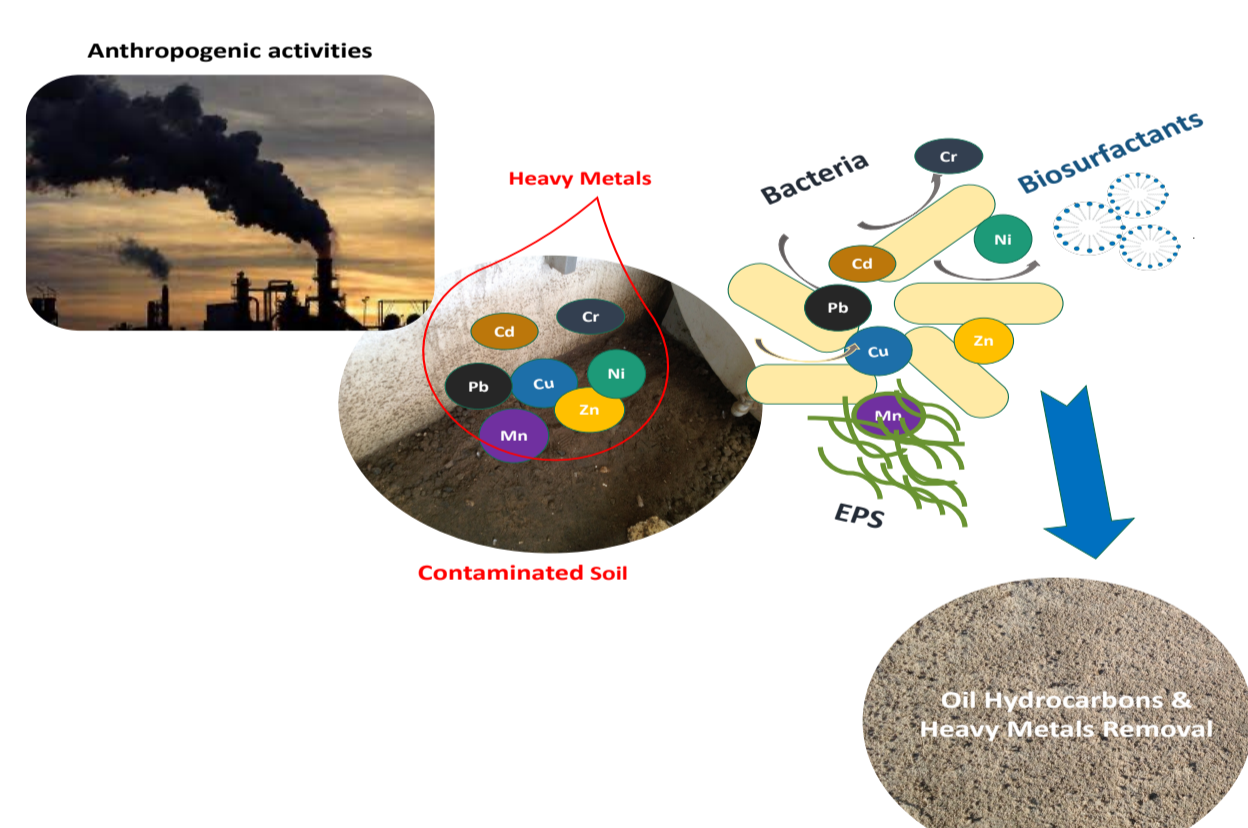 Anthropogenic activities
Heavy Metals
Cd
Cr
Pb
Cu
Ni
Zn
Mn
Contaminated Soil
Bacteria
Biosurfactants
Cr
Ni
Cd
Pb
Cu
Zn
Mn
EPS
Oil Hydrocarbons &
Heavy Metals Removal